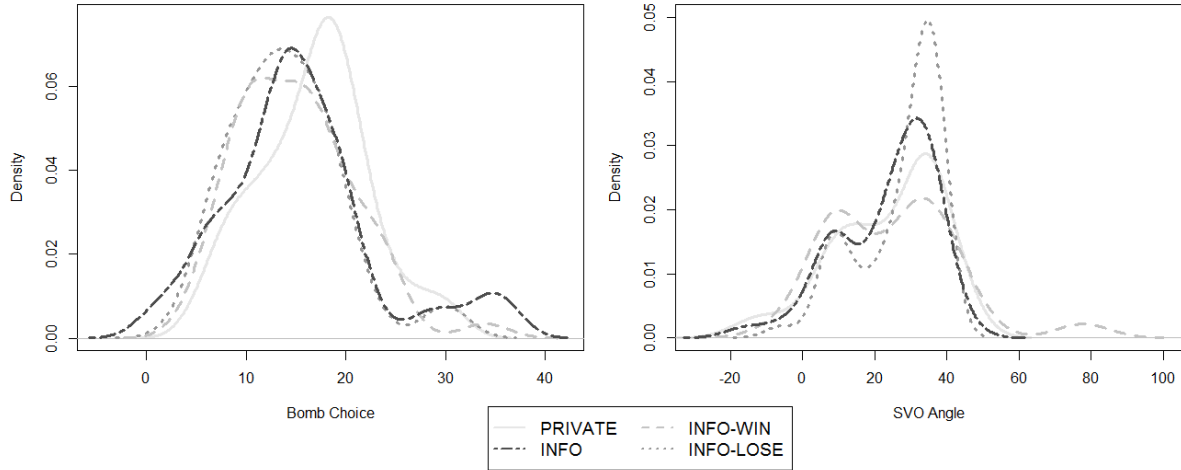 Density
0.00
0.02
0.04
0.06
0 10 20 30 40
Bomb Choice
Density
0.00
0.01
0.02
0.03
0.04
0.05
-20 0 20 40 60 80 100
SVO Angle
PRIVATE INFO-WIN
INFO INFO-LOSE